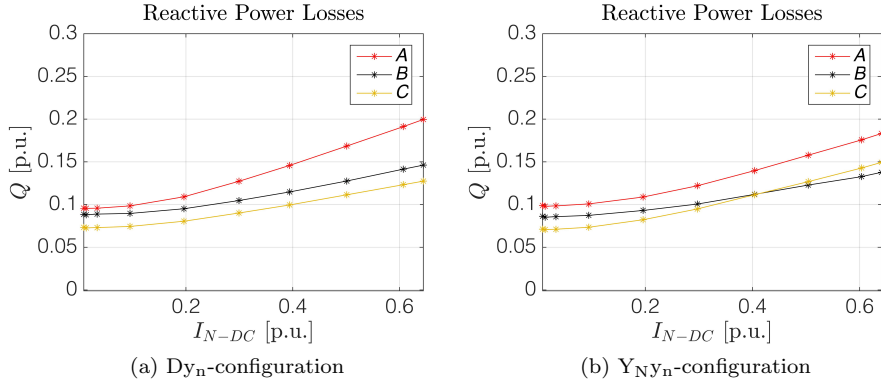 Reactive Power Losses
0.3
0.25
0.2
0.15
0.1
0.05
0
Q [p.u.]
A
B
C
0.2
0.4
0.6
I_{N-DC} [p.u.]
(a) Dy_n-configuration
Reactive Power Losses
0.3
0.25
0.2
0.15
0.1
0.05
0
Q [p.u.]
A
B
C
0.2
0.4
0.6
I_{N-DC} [p.u.]
(b) Y_Ny_n-configuration